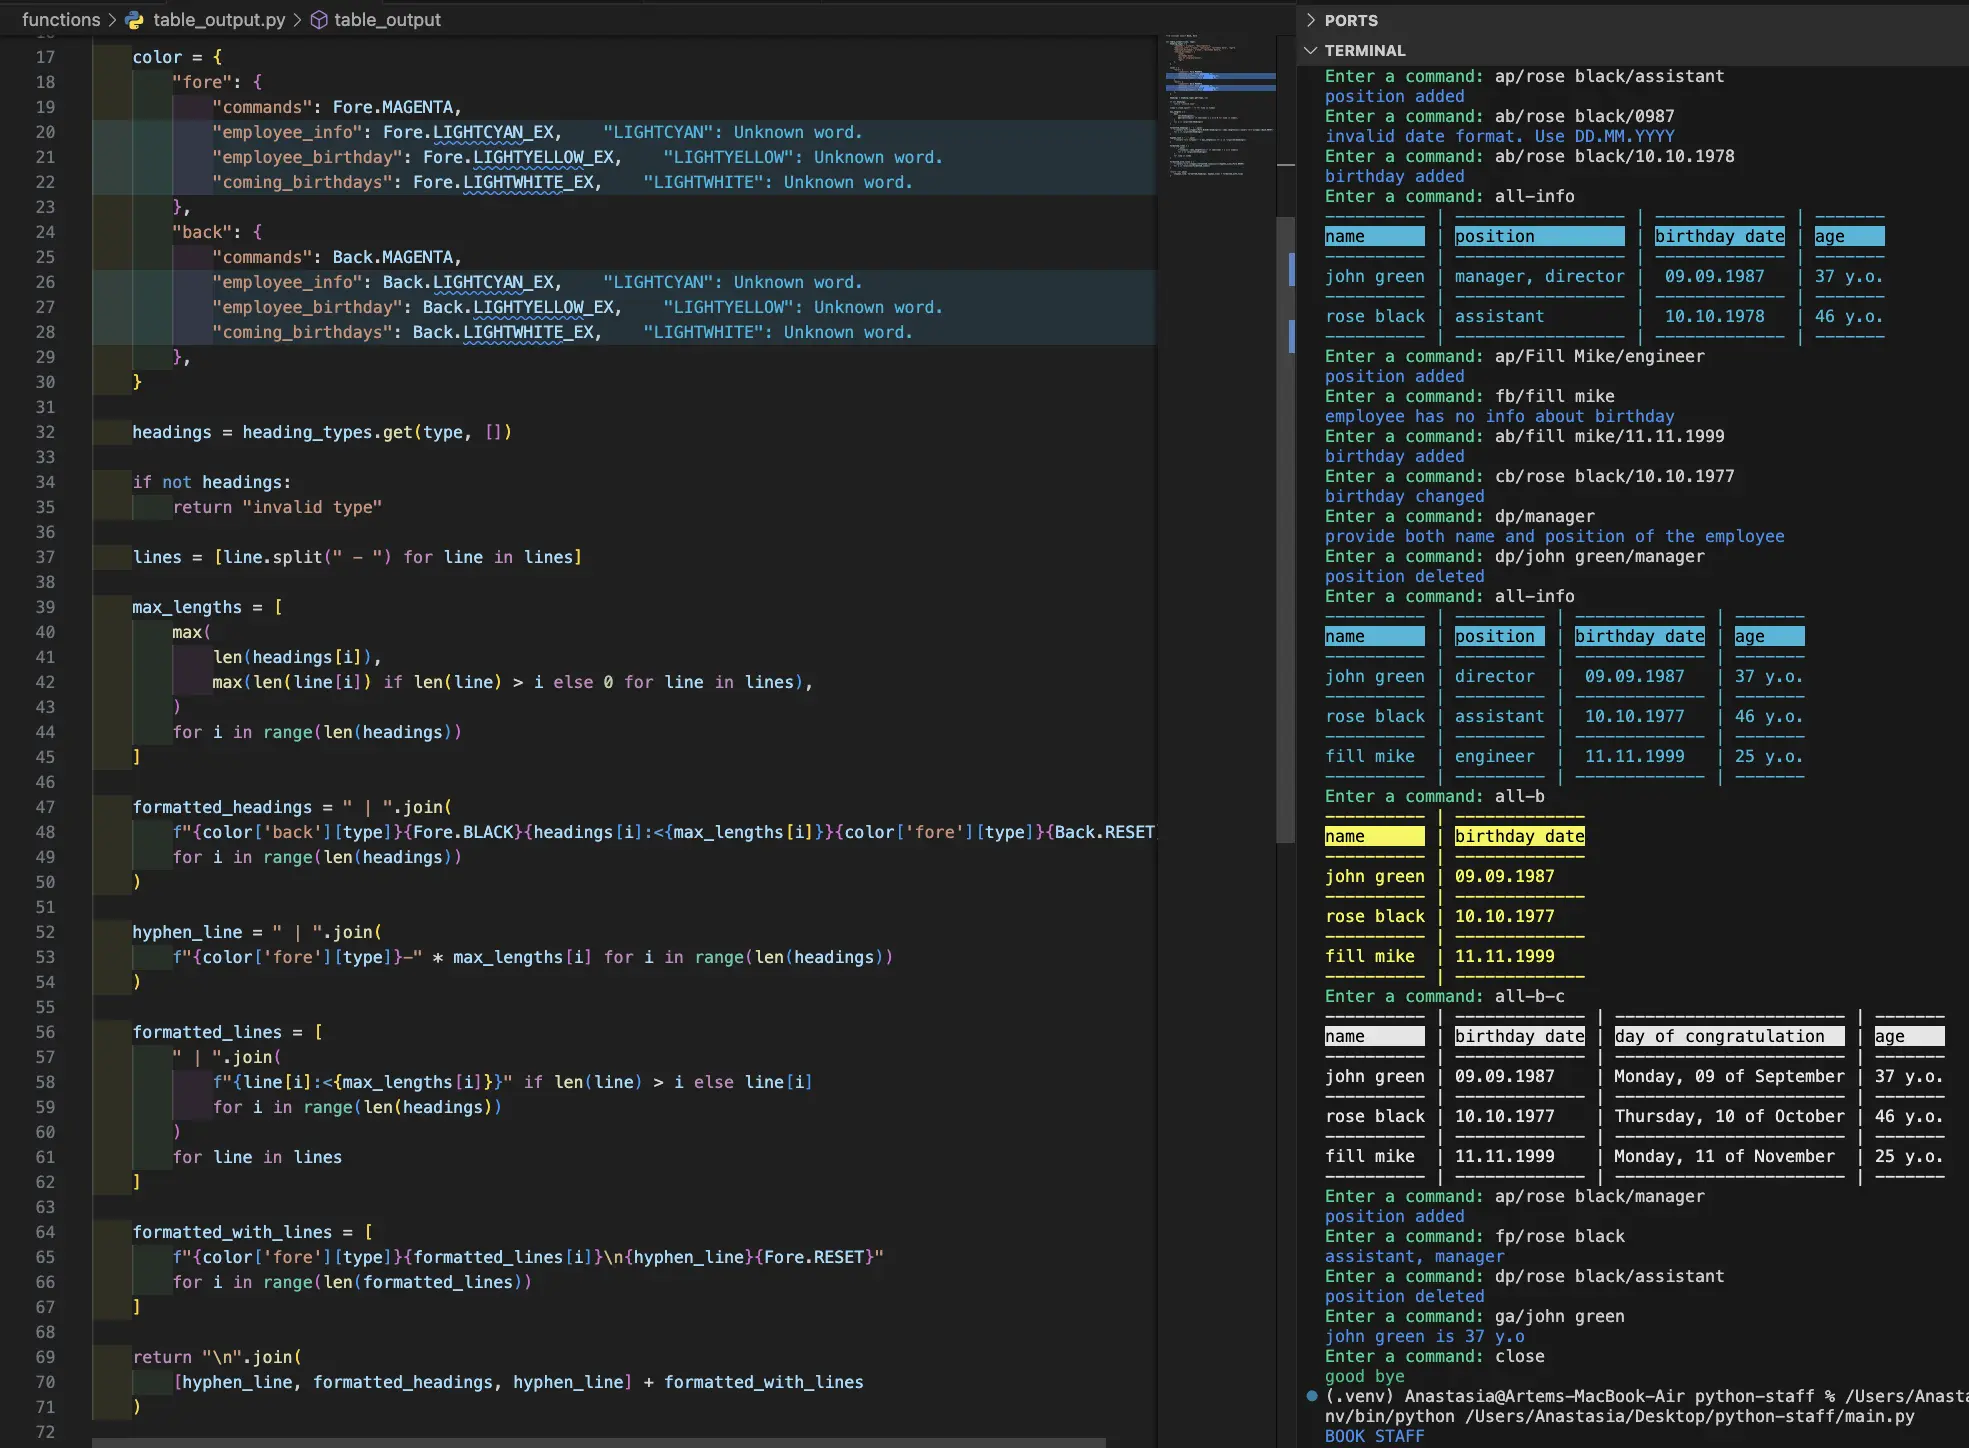 functions > table_output.py > table_output
17 color = {
18 "fore": {
19 "commands": Fore.MAGENTA,
20 "employee_info": Fore.LIGHTCYAN_EX, "LIGHTCYAN": Unknown word.
21 "employee_birthday": Fore.LIGHTYELLOW_EX, "LIGHTYELLOW": Unknown word.
22 "coming_birthdays": Fore.LIGHTWHITE_EX, "LIGHTWHITE": Unknown word.
23 },
24 "back": {
25 "commands": Back.MAGENTA,
26 "employee_info": Back.LIGHTCYAN_EX, "LIGHTCYAN": Unknown word.
27 "employee_birthday": Back.LIGHTYELLOW_EX, "LIGHTYELLOW": Unknown word.
28 "coming_birthdays": Back.LIGHTWHITE_EX, "LIGHTWHITE": Unknown word.
29 },
30 }
31
32 headings = heading_types.get(type, [])
33
34 if not headings:
35 return "invalid type"
36
37 lines = [line.split(" - ") for line in lines]
38
39 max_lengths = [
40 max(
41 len(headings[i]),
42 max(len(line[i]) if len(line) > i else 0 for line in lines),
43 )
44 for i in range(len(headings))
45 ]
46
47 formatted_headings = " | ".join(
48 f"{color['back'][type]}{Fore.BLACK}{headings[i]:<{max_lengths[i]}}{color['fore'][type]}{Back.RESET
49 for i in range(len(headings))
50 )
51
52 hyphen_line = " | ".join(
53 f"{color['fore'][type]}-" * max_lengths[i] for i in range(len(headings))
54 )
55
56 formatted_lines = [
57 " | ".join(
58 f"{line[i]:<{max_lengths[i]}}" if len(line) > i else line[i]
59 for i in range(len(headings))
60 )
61 for line in lines
62 ]
63
64 formatted_with_lines = [
65 f"{color['fore'][type]}{formatted_lines[i]}\n{hyphen_line}{Fore.RESET}"
66 for i in range(len(formatted_lines))
67 ]
68
69 return "\n".join(
70 [hyphen_line, formatted_headings, hyphen_line] + formatted_with_lines
71 )
72
PORTS
TERMINAL
Enter a command: ap/rose black/assistant
position added
Enter a command: ab/rose black/0987
invalid date format. Use DD.MM.YYYY
Enter a command: ab/rose black/10.10.1978
birthday added
Enter a command: all-info
---------- | ----------------- | ------------- | -------
name | position | birthday date | age
---------- | ----------------- | ------------- | -------
john green | manager, director | 09.09.1987 | 37 y.o.
---------- | ----------------- | ------------- | -------
rose black | assistant | 10.10.1978 | 46 y.o.
---------- | ----------------- | ------------- | -------
Enter a command: ap/Fill Mike/engineer
position added
Enter a command: fb/fill mike
employee has no info about birthday
Enter a command: ab/fill mike/11.11.1999
birthday added
Enter a command: cb/rose black/10.10.1977
birthday changed
Enter a command: dp/manager
provide both name and position of the employee
Enter a command: dp/john green/manager
position deleted
Enter a command: all-info
---------- | --------- | ------------- | -------
name | position | birthday date | age
---------- | --------- | ------------- | -------
john green | director | 09.09.1987 | 37 y.o.
---------- | --------- | ------------- | -------
rose black | assistant | 10.10.1977 | 46 y.o.
---------- | --------- | ------------- | -------
fill mike | engineer | 11.11.1999 | 25 y.o.
---------- | --------- | ------------- | -------
Enter a command: all-b
---------- | -------------
name | birthday date
---------- | -------------
john green | 09.09.1987
---------- | -------------
rose black | 10.10.1977
---------- | -------------
fill mike | 11.11.1999
---------- | -------------
Enter a command: all-b-c
---------- | ------------- | ----------------------- | -------
name | birthday date | day of congratulation | age
---------- | ------------- | ----------------------- | -------
john green | 09.09.1987 | Monday, 09 of September | 37 y.o.
---------- | ------------- | ----------------------- | -------
rose black | 10.10.1977 | Thursday, 10 of October | 46 y.o.
---------- | ------------- | ----------------------- | -------
fill mike | 11.11.1999 | Monday, 11 of November | 25 y.o.
---------- | ------------- | ----------------------- | -------
Enter a command: ap/rose black/manager
position added
Enter a command: fp/rose black
assistant, manager
Enter a command: dp/rose black/assistant
position deleted
Enter a command: ga/john green
john green is 37 y.o
Enter a command: close
good bye
(.venv) Anastasia@Artems-MacBook-Air python-staff % /Users/Anasta
nv/bin/python /Users/Anastasia/Desktop/python-staff/main.py
BOOK STAFF